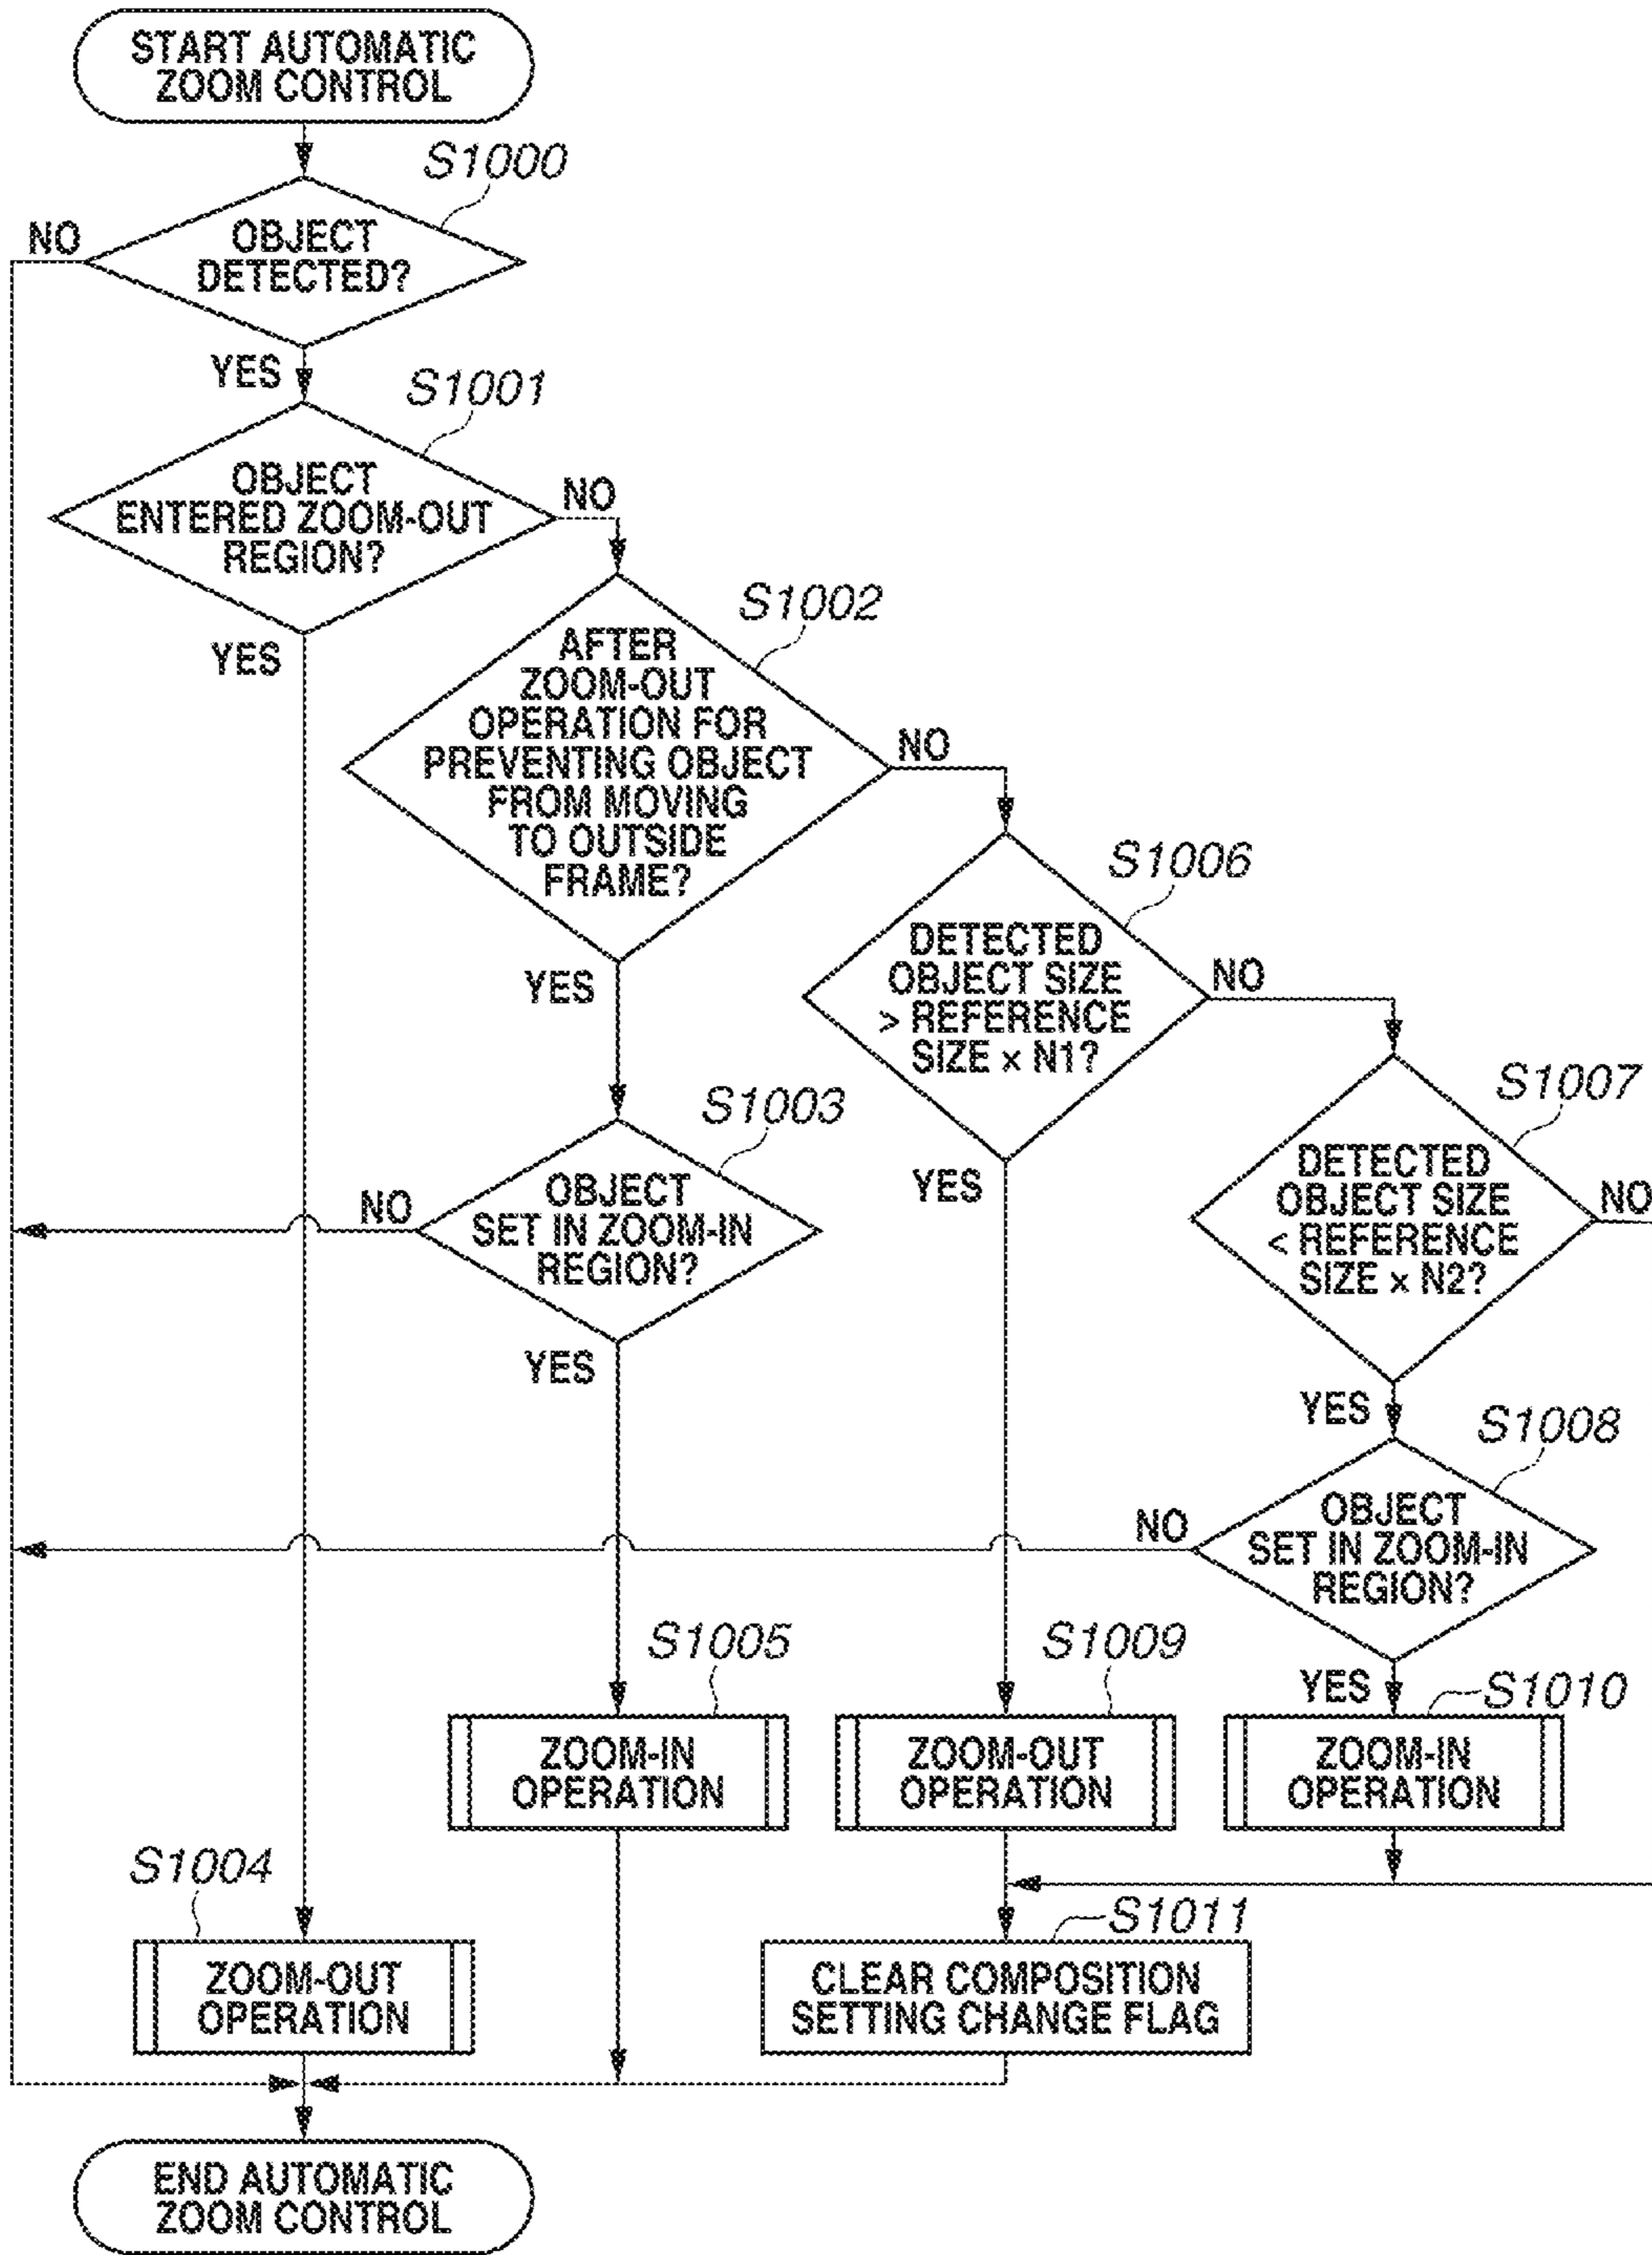 START AUTOMATIC
ZOOM CONTROL
S1000
NO
OBJECT
DETECTED?
YES
S1001
OBJECT
ENTERED ZOOM-OUT
REGION?
NO
YES
S1002
AFTER
ZOOM-OUT
OPERATION FOR
PREVENTING OBJECT
FROM MOVING
TO OUTSIDE
FRAME?
NO
YES
S1006
DETECTED
OBJECT SIZE
> REFERENCE
SIZE × N1?
NO
YES
S1003
OBJECT
SET IN ZOOM-IN
REGION?
NO
YES
S1007
DETECTED
OBJECT SIZE
< REFERENCE
SIZE × N2?
NO
YES
S1008
OBJECT
SET IN ZOOM-IN
REGION?
NO
YES
S1005
ZOOM-IN
OPERATION
S1009
ZOOM-OUT
OPERATION
S1010
ZOOM-IN
OPERATION
S1004
ZOOM-OUT
OPERATION
S1011
CLEAR COMPOSITION
SETTING CHANGE FLAG
END AUTOMATIC
ZOOM CONTROL